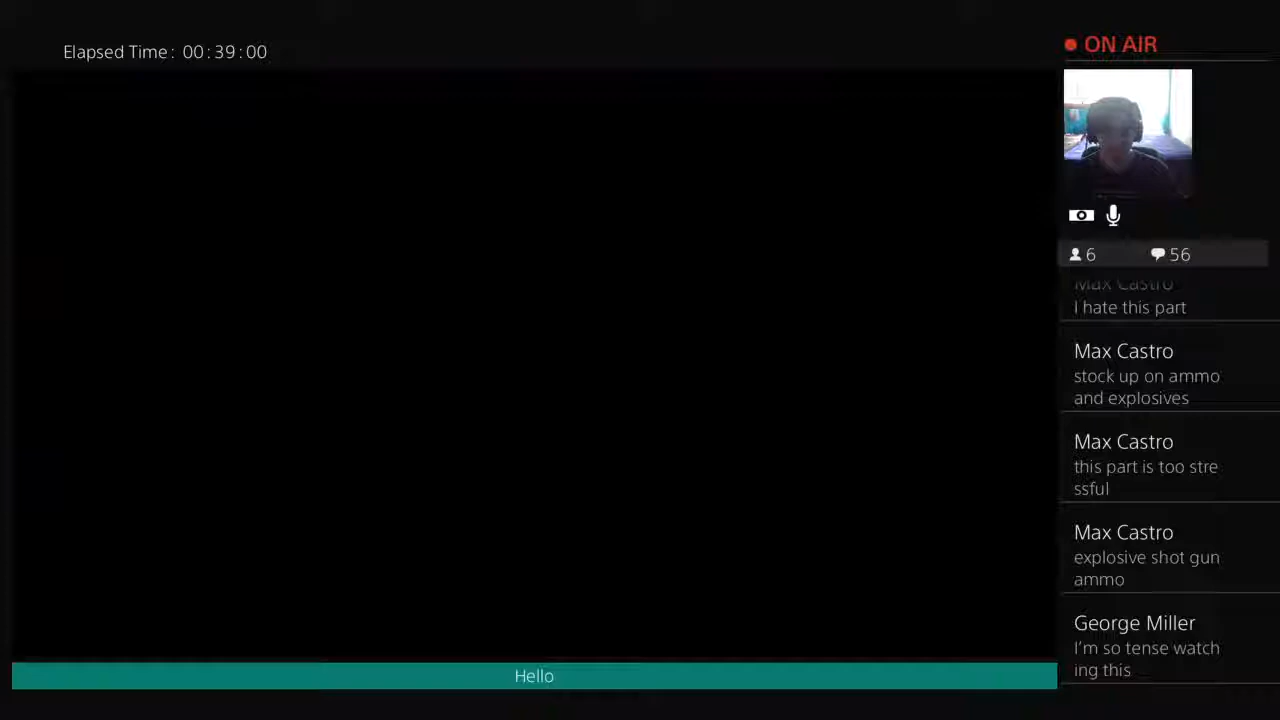 Elapsed Time: 00:39:00
ON AIR
6 56
Max Castro
I hate this part
Max Castro
stock up on ammo
and explosives
Max Castro
this part is too stre
ssful
Max Castro
explosive shot gun
ammo
George Miller
I'm so tense watch
ing this
Hello